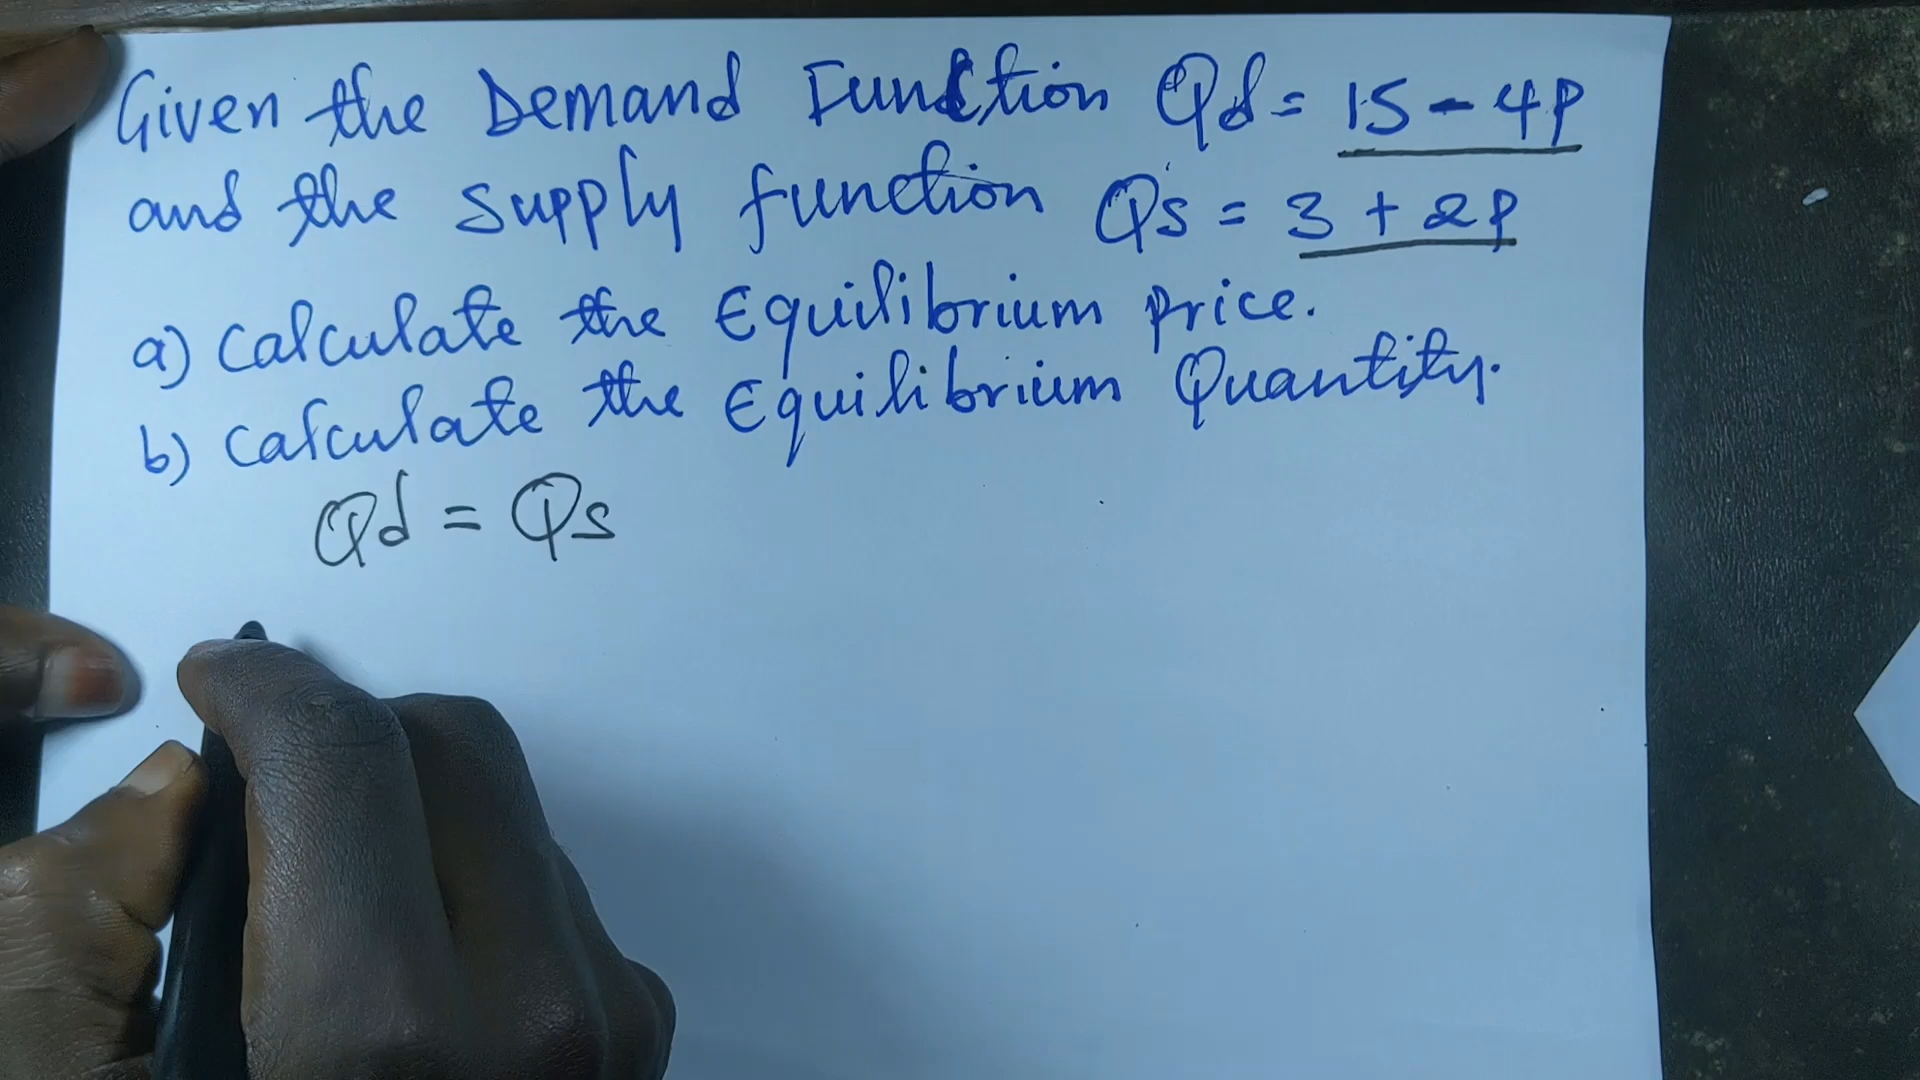 Given the Demand Function Qd = 15 - 4P
and the supply function Qs = 3 + 2P
a) Calculate the Equilibrium price.
b) Calculate the Equilibrium Quantity.
Qd = Qs